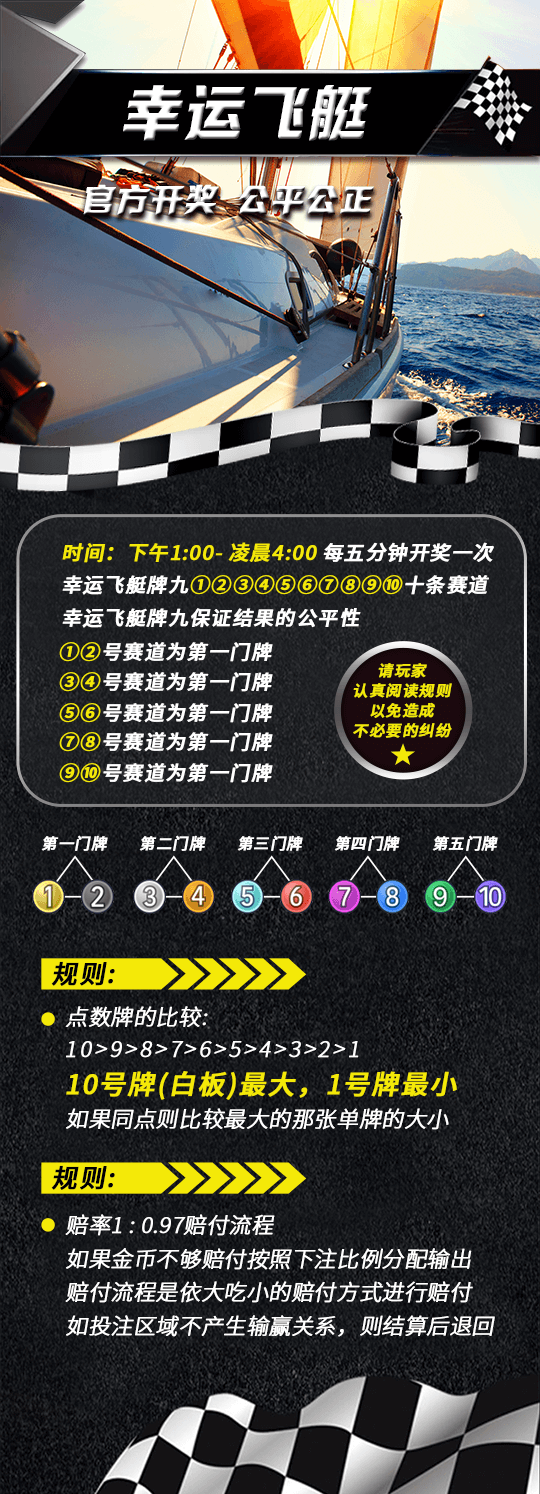 幸运飞艇
官方开奖 公平公正
时间：下午1:00-凌晨4:00 每五分钟开奖一次
幸运飞艇牌九①②③④⑤⑥⑦⑧⑨⑩十条赛道
幸运飞艇牌九保证结果的公平性
①②号赛道为第一门牌
③④号赛道为第一门牌
⑤⑥号赛道为第一门牌
⑦⑧号赛道为第一门牌
⑨⑩号赛道为第一门牌
请玩家
认真阅读规则
以免造成
不必要的纠纷
第一门牌 第二门牌 第三门牌 第四门牌 第五门牌
1 2 3 4 5 6 7 8 9 10
规则:
点数牌的比较:
10>9>8>7>6>5>4>3>2>1
10号牌(白板)最大，1号牌最小
如果同点则比较最大的那张单牌的大小
规则:
赔率1 : 0.97赔付流程
如果金币不够赔付按照下注比例分配输出
赔付流程是依大吃小的赔付方式进行赔付
如投注区域不产生输赢关系，则结算后退回